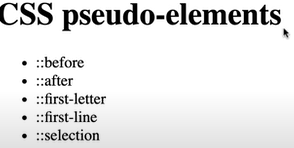 CSS pseudo-elements
::before
::after
::first-letter
::first-line
::selection